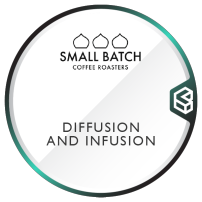 SMALL BATCH
COFFEE ROASTERS
DIFFUSION
AND INFUSION